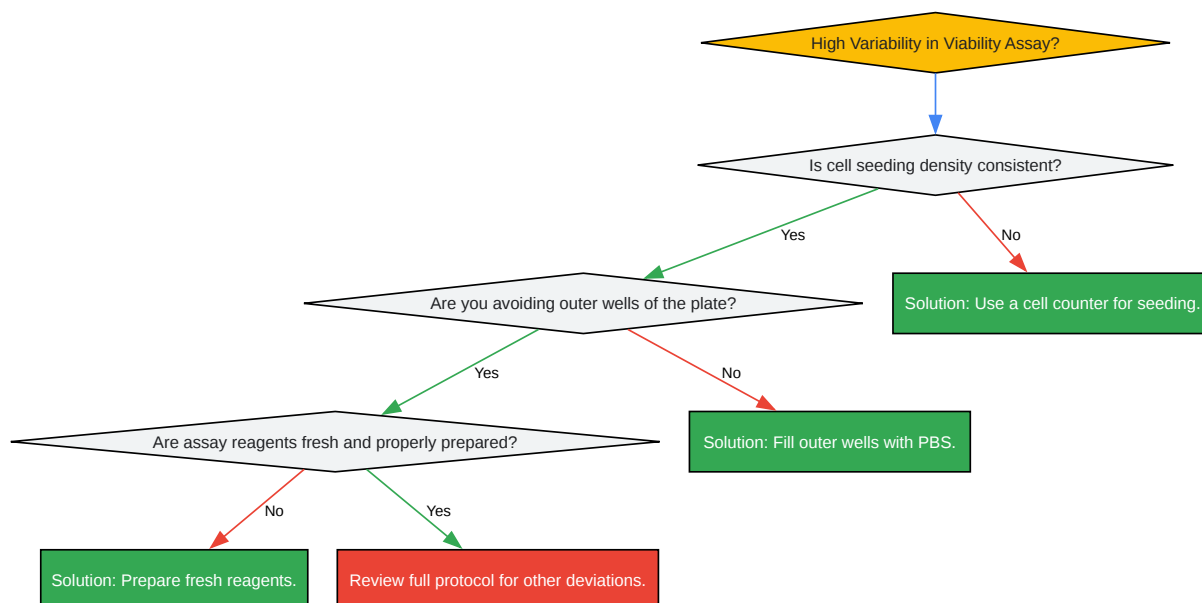 High Variability in Viability Assay?
Is cell seeding density consistent?
Yes
No
Are you avoiding outer wells of the plate?
Solution: Use a cell counter for seeding.
Yes
No
Are assay reagents fresh and properly prepared?
Solution: Fill outer wells with PBS.
No
Yes
Solution: Prepare fresh reagents.
Review full protocol for other deviations.